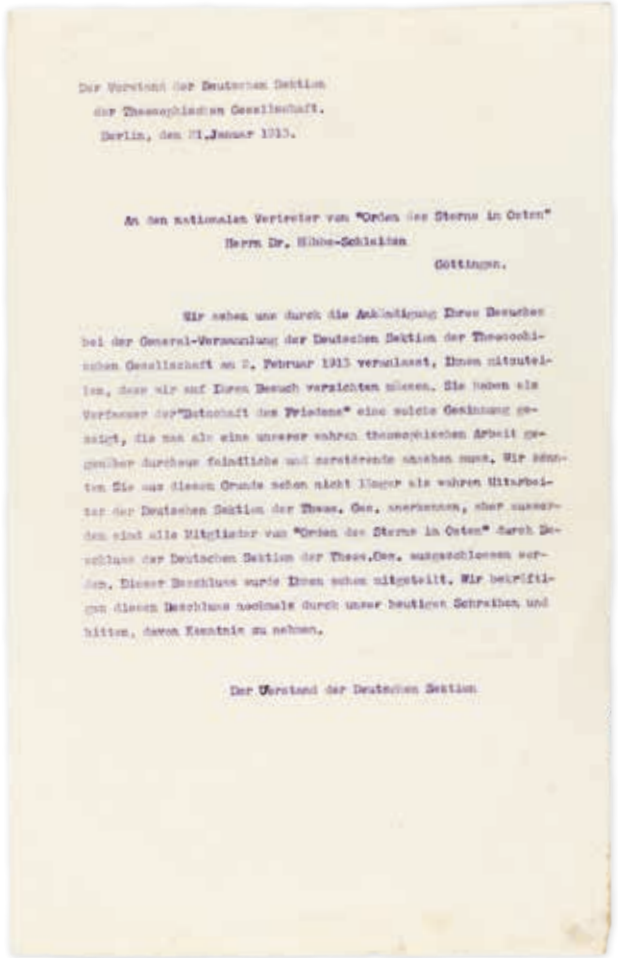 Der Vorstand der Deutschen Sektion
der Theosophischen Gesellschaft.
Berlin, den 21.Januar 1913.
An den nationalen Vertreter vom "Orden des Sterns im Osten"
Herrn Dr. Hübbe-Schleiden
Göttingen.
Wir sehen uns durch die Ankündigung Ihres Besuches
bei der General-Versammlung der Deutschen Sektion der Theosophi-
schen Gesellschaft am 2. Februar 1913 veranlasst, Ihnen mitzutei-
len, dass wir auf Ihren Besuch verzichten müssen. Sie haben als
Verfasser der"Botschaft des Friedens" eine solche Gesinnung ge-
zeigt, die man als eine unserer wahren theosophischen Arbeit ge-
genüber durchaus feindliche und zerstörende ansehen muss. Wir könn-
ten Sie aus diesem Grunde schon nicht länger als wahren Mitarbei-
ter der Deutschen Sektion der Theos. Ges. anerkennen, aber ausser-
dem sind alle Mitglieder vom "Orden des Sterns im Osten" durch Be-
schluss der Deutschen Sektion der Theos.Ges. ausgeschlossen wor-
den. Dieser Beschluss wurde Ihnen schon mitgeteilt. Wir bekräfti-
gen diesen Beschluss nochmals durch unser heutiges Schreiben und
bitten, davon Kenntnis zu nehmen.
Der Vorstand der Deutschen Sektion